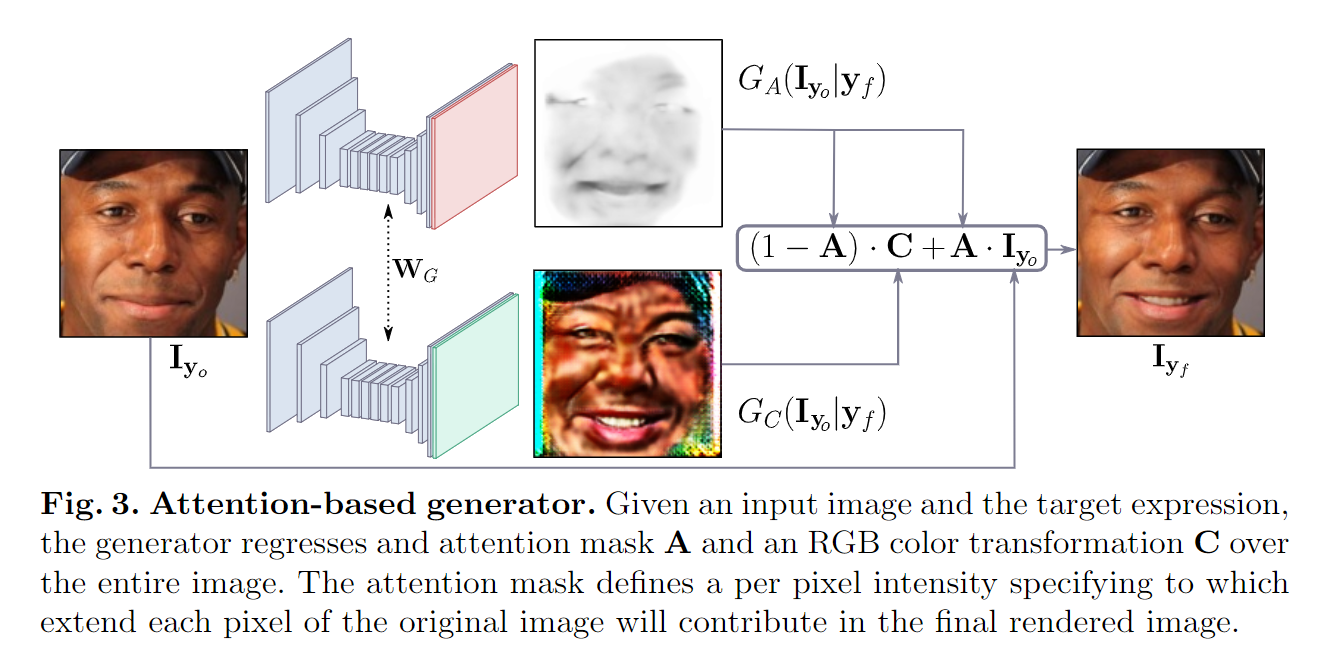 G_A(I_{y_o}|y_f)
(1 − A) · C + A · I_{y_o}
W_G
I_{y_o}
I_{y_f}
G_C(I_{y_o}|y_f)
Fig. 3. Attention-based generator. Given an input image and the target expression,
the generator regresses and attention mask A and an RGB color transformation C over
the entire image. The attention mask defines a per pixel intensity specifying to which
extend each pixel of the original image will contribute in the final rendered image.